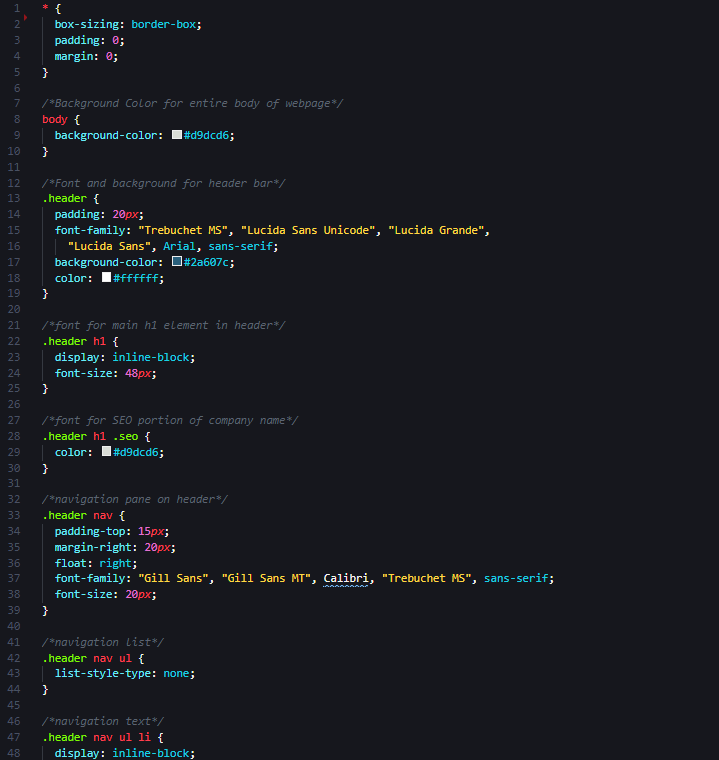 1 * {
2 box-sizing: border-box;
3 padding: 0;
4 margin: 0;
5 }
6
7 /*Background Color for entire body of webpage*/
8 body {
9 background-color: #d9dcd6;
10 }
11
12 /*Font and background for header bar*/
13 .header {
14 padding: 20px;
15 font-family: "Trebuchet MS", "Lucida Sans Unicode", "Lucida Grande",
16 "Lucida Sans", Arial, sans-serif;
17 background-color: #2a607c;
18 color: #ffffff;
19 }
20
21 /*font for main h1 element in header*/
22 .header h1 {
23 display: inline-block;
24 font-size: 48px;
25 }
26
27 /*font for SEO portion of company name*/
28 .header h1 .seo {
29 color: #d9dcd6;
30 }
31
32 /*navigation pane on header*/
33 .header nav {
34 padding-top: 15px;
35 margin-right: 20px;
36 float: right;
37 font-family: "Gill Sans", "Gill Sans MT", Calibri, "Trebuchet MS", sans-serif;
38 font-size: 20px;
39 }
40
41 /*navigation list*/
42 .header nav ul {
43 list-style-type: none;
44 }
45
46 /*navigation text*/
47 .header nav ul li {
48 display: inline-block;